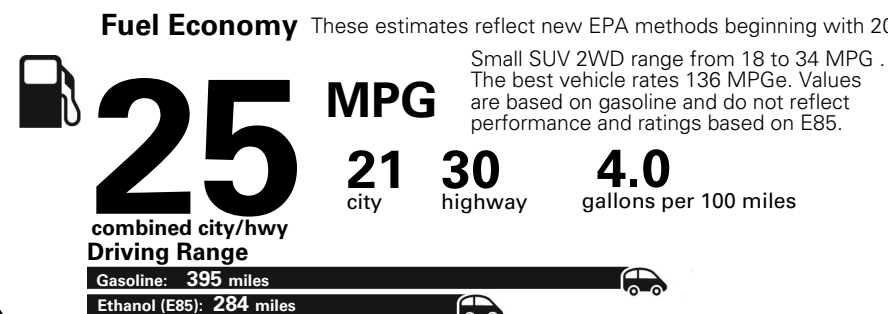 Fuel Economy These estimates reflect new EPA methods beginning with
Small SUV 2WD range from 18 to 34 MPG .
The best vehicle rates 136 MPGe. Values
are based on gasoline and do not reflect
performance and ratings based on E85.
25 MPG
combined city/hwy
21 city
30 highway
4.0 gallons per 100 miles
Driving Range
Gasoline: 395 miles
Ethanol (E85): 284 miles